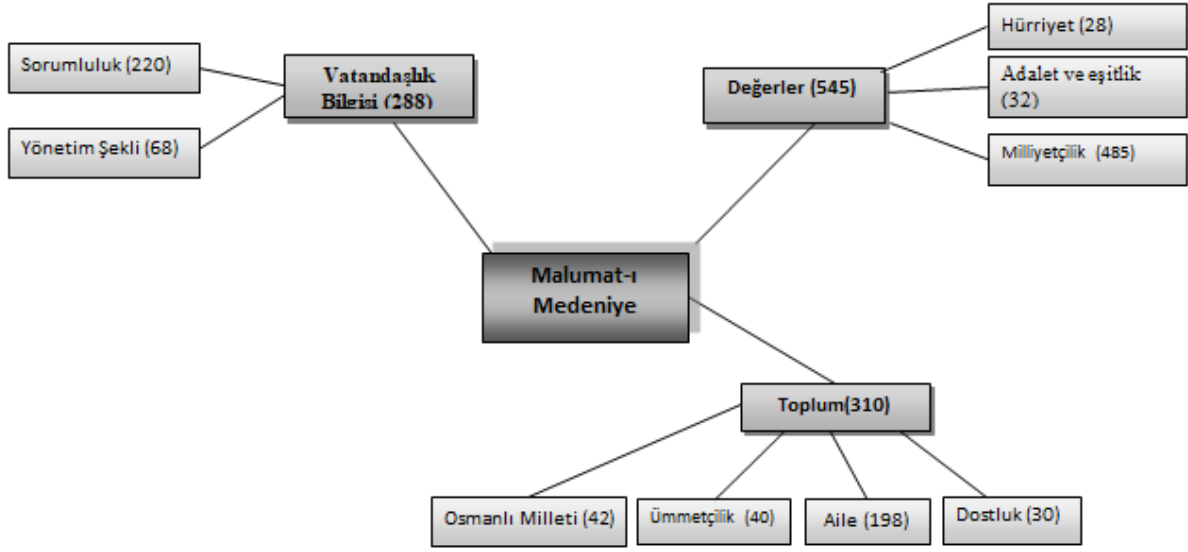 Sorumluluk (220)
Yönetim Şekli (68)
Vatandaşlık
Bilgisi (288)
Değerler (545)
Hürriyet (28)
Adalet ve eşitlik
(32)
Milliyetçilik (485)
Malumat-ı
Medeniye
Toplum(310)
Osmanlı Milleti (42)
Ümmetçilik (40)
Aile (198)
Dostluk (30)